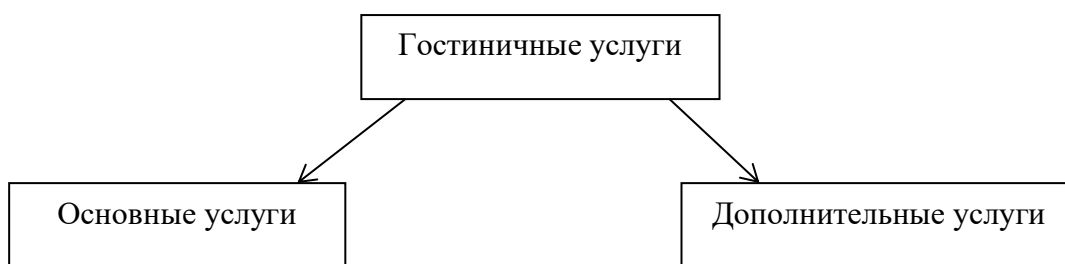 Гостиничные услуги
Основные услуги
Дополнительные услуги